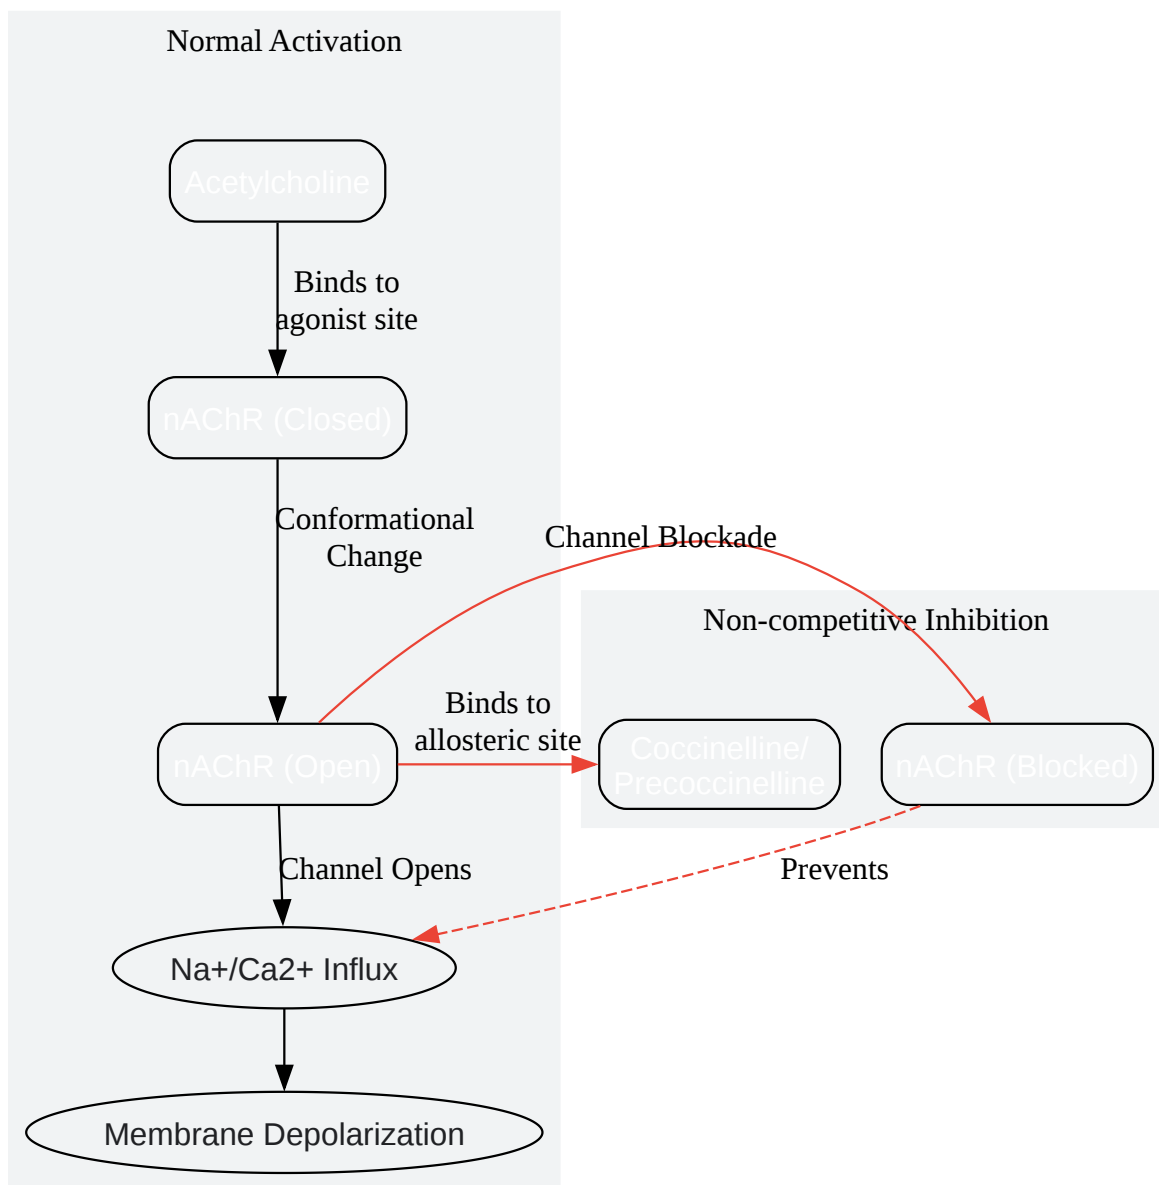 Normal Activation
Acetylcholine
Binds to
agonist site
nAChR (Closed)
Conformational
Change
Channel Blockade
Non-competitive Inhibition
Binds to
allosteric site
nAChR (Open)
Coccinelline/
Precoccinelline
nAChR (Blocked)
Channel Opens
Prevents
Na+/Ca2+ Influx
Membrane Depolarization